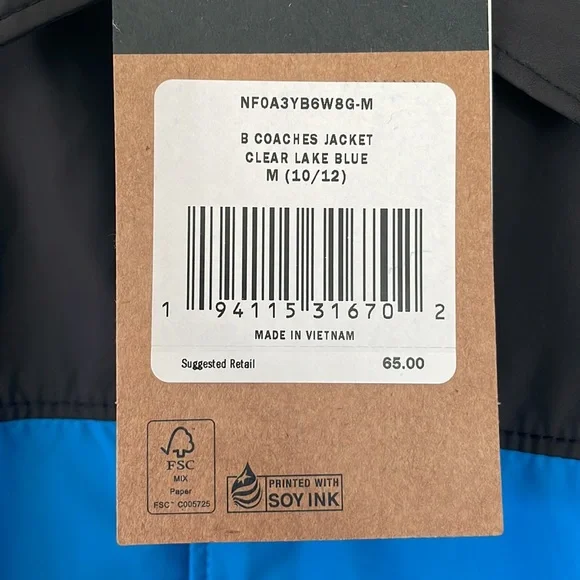 NF0A3YB6W8G-M
B COACHES JACKET
CLEAR LAKE BLUE
M (10/12)
1 94115 31670 2
MADE IN VIETNAM
Suggested Retail 65.00
FSC
MIX
Paper
FSC™ C005725
PRINTED WITH
SOY INK